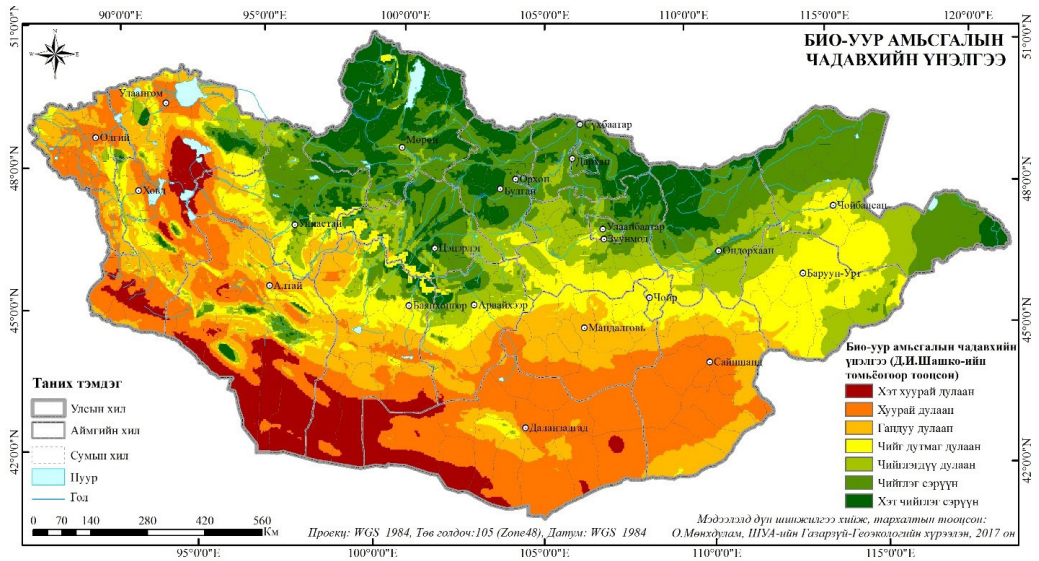 90°0'0"E 95°0'0"E 100°0'0"E 105°0'0"E 110°0'0"E 115°0'0"E 120°0'0"E
51°0'0"N
51°0'0"N
N
W E
S
БИО-УУР АМЬСГАЛЫН
ЧАДАВХИЙН ҮНЭЛГЭЭ
Улаангом
Өлгий
Мөрөн
Сүхбаатар
Дархан
Орхон
Булган
48°0'0"N
48°0'0"N
Ховд
Чойбалсан
Улиастай
Улаанбаатар
Зуунмод
Цэцэрлэг
Өндөрхаан
Баруун-Урт
Алтай
Чойр
Баянхонгор
Арвайхээр
45°0'0"N
45°0'0"N
Мандалговь
Сайншанд
Даланзадгад
42°0'0"N
42°0'0"N
Таних тэмдэг
Улсын хил
Аймгийн хил
Сумын хил
Нуур
Гол
0 70 140 280 420 560
Км
Био-уур амьсгалын чадавхийн
үнэлгээ (Д.И.Шашко-ийн
томьёогоор тооцсон)
Хэт хуурай дулаан
Хуурай дулаан
Гандуу дулаан
Чийг дутмаг дулаан
Чийглэгдүү дулаан
Чийглэг сэрүүн
Хэт чийглэг сэрүүн
Проекц: WGS 1984, Төв голдоч:105 (Zone48), Датум: WGS 1984
Мэдээлэлд дүн шинжилгээ хийж, тархалтын тооцсон:
О.Мөнхдулам, ШУА-ийн Газарзүй-Геоэкологийн хүрээлэн, 2017 он
95°0'0"E 100°0'0"E 105°0'0"E 110°0'0"E 115°0'0"E